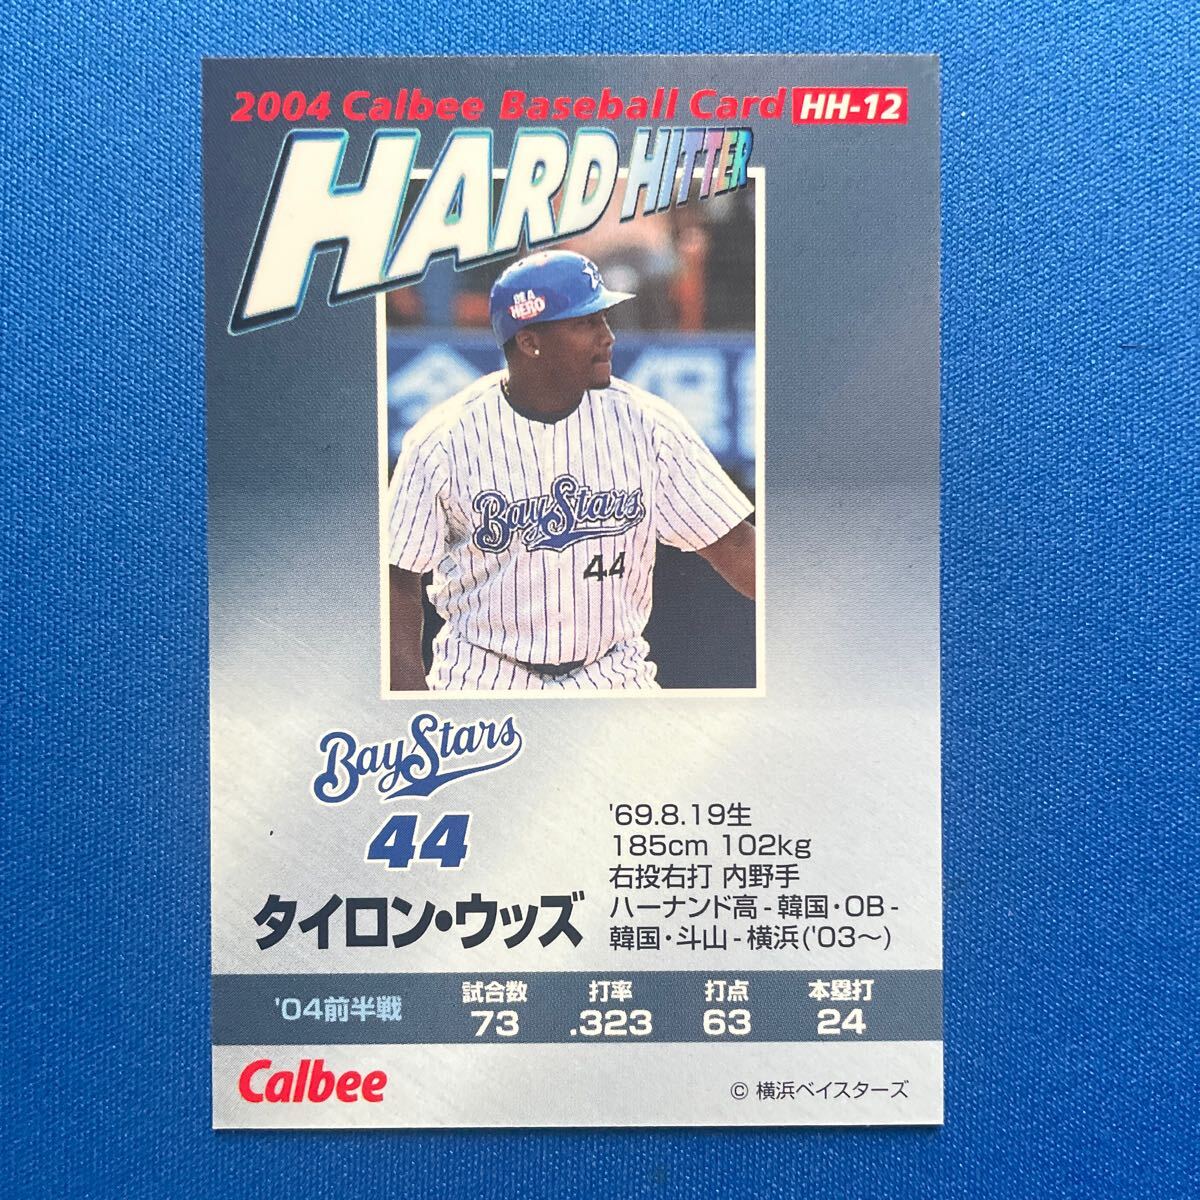 2004 Calbee Baseball Card HH-12
HARD HITTER
HERO
BayStars
44
BayStars
44
タイロン・ウッズ
'69.8.19生
185cm 102kg
右投右打 内野手
ハーナンド高-韓国・OB-
韓国・斗山-横浜('03〜)
'04前半戦
試合数 打率 打点 本塁打
73 .323 63 24
Calbee
© 横浜ベイスターズ